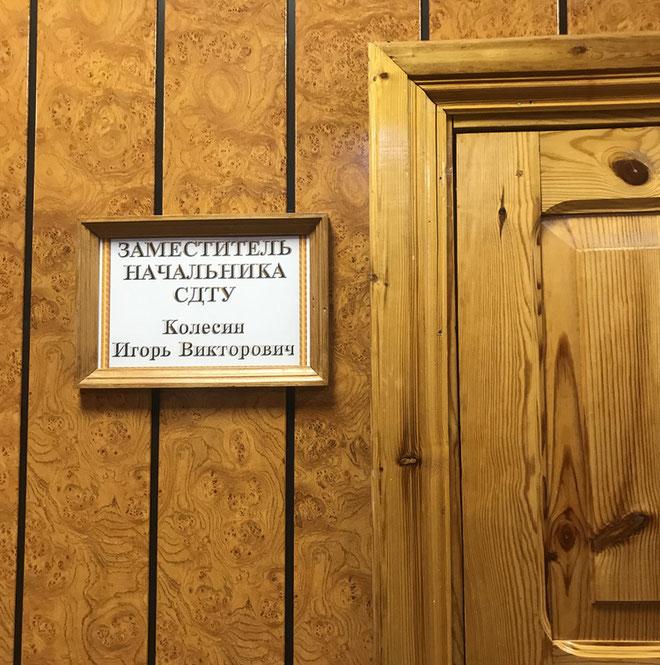 ЗАМЕСТИТЕЛЬ
НАЧАЛЬНИКА
СДТУ
Колесин
Игорь Викторович